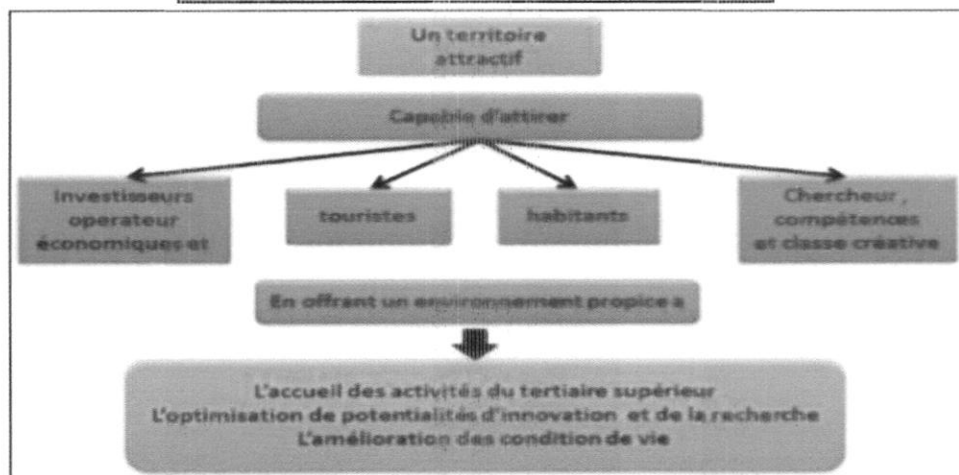 Un territoire
attractif
Capable d'attirer
Investisseurs
operateur
économiques et
touristes
habitants
Chercheur,
compétences
et classe créative
En offrant un environnement propice a
L'accueil des activités du tertiaire supérieur
L'optimisation de potentialités d'innovation et de la recherche
L'amélioration des condition de vie